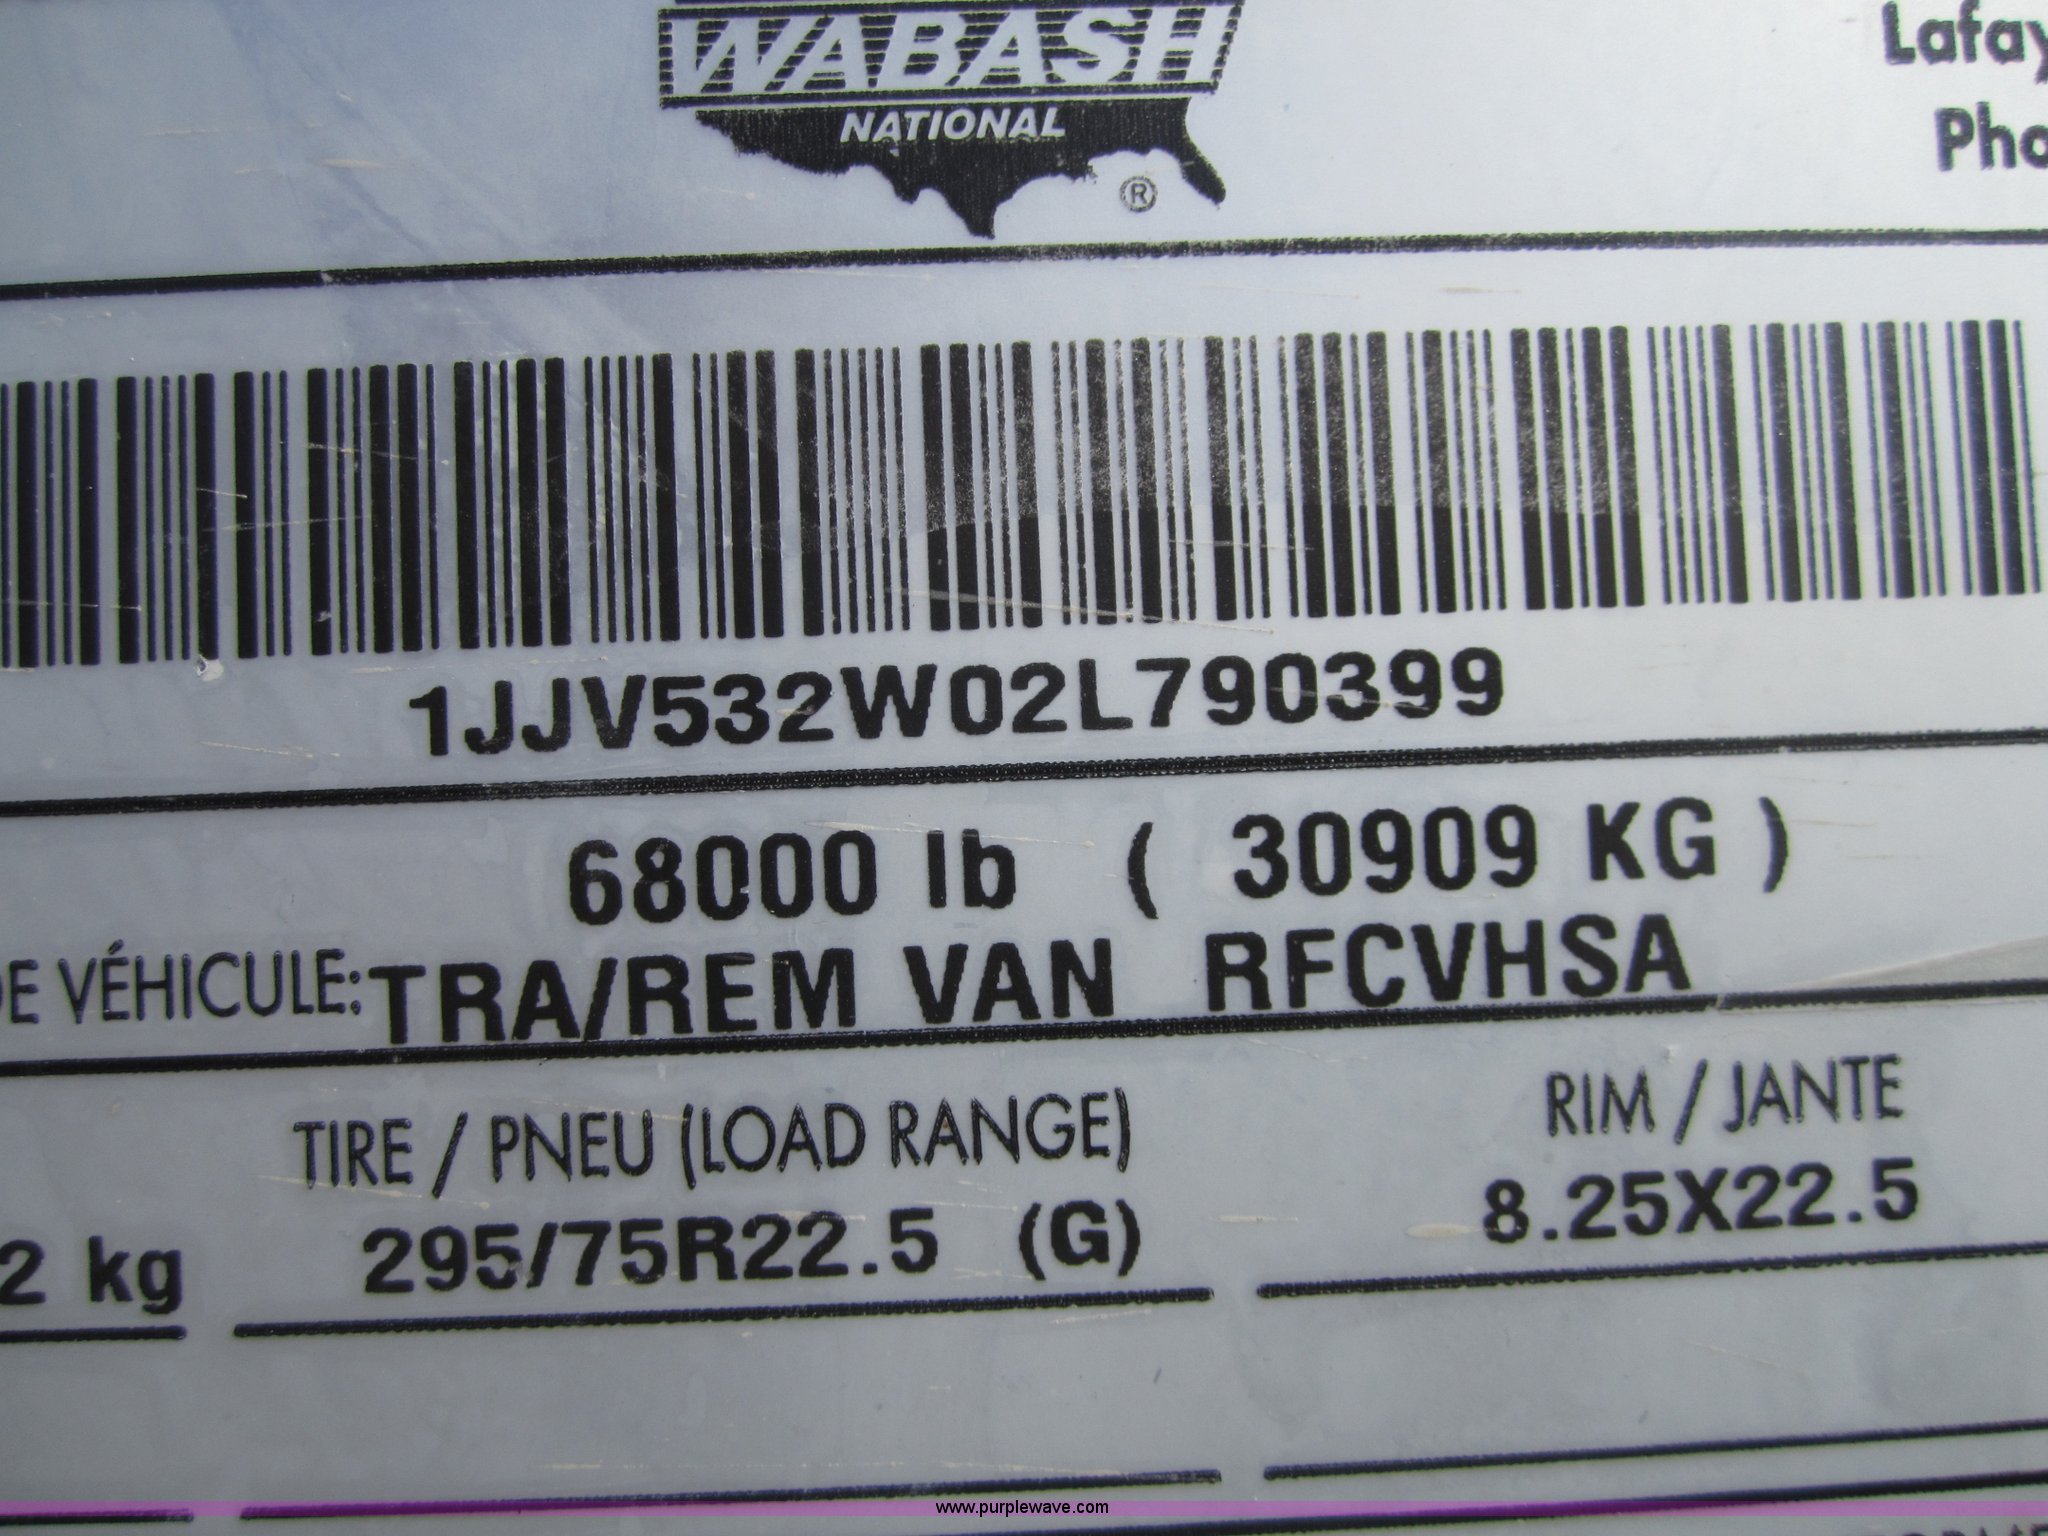 WABASH
NATIONAL
®
Lafay
Pho
1JJV532W02L790399
68000 lb ( 30909 KG )
DE VÉHICULE: TRA/REM VAN RFCVHSA
TIRE / PNEU (LOAD RANGE) RIM / JANTE
2 kg 295/75R22.5 (G) 8.25X22.5
www.purplewave.com